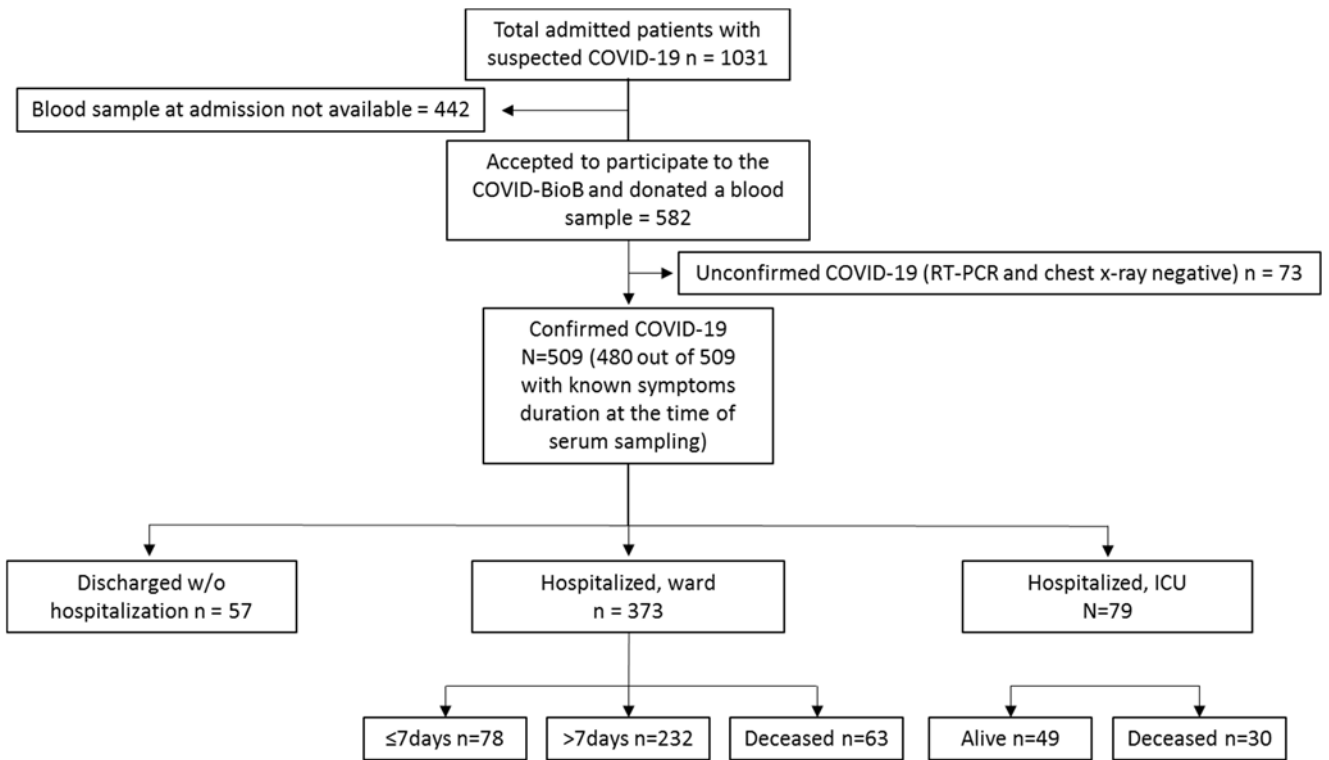 Total admitted patients with
suspected COVID-19 n = 1031
Blood sample at admission not available = 442
Accepted to participate to the
COVID-BioB and donated a blood
sample = 582
Unconfirmed COVID-19 (RT-PCR and chest x-ray negative) n = 73
Confirmed COVID-19
N=509 (480 out of 509
with known symptoms
duration at the time of
serum sampling)
Discharged w/o
hospitalization n = 57
Hospitalized, ward
n = 373
Hospitalized, ICU
N=79
≤7days n=78
>7days n=232
Deceased n=63
Alive n=49
Deceased n=30